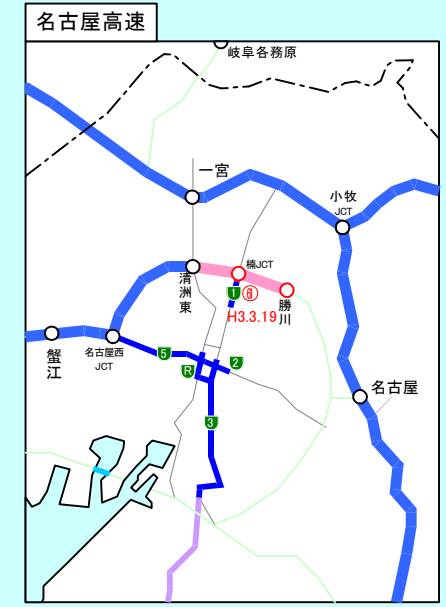 名古屋高速
岐阜各務原
一宮
小牧
JCT
楠JCT
清洲東
1
61
勝川
H3.3.19
蟹江
名古屋西
JCT
5
2
R
名古屋
3